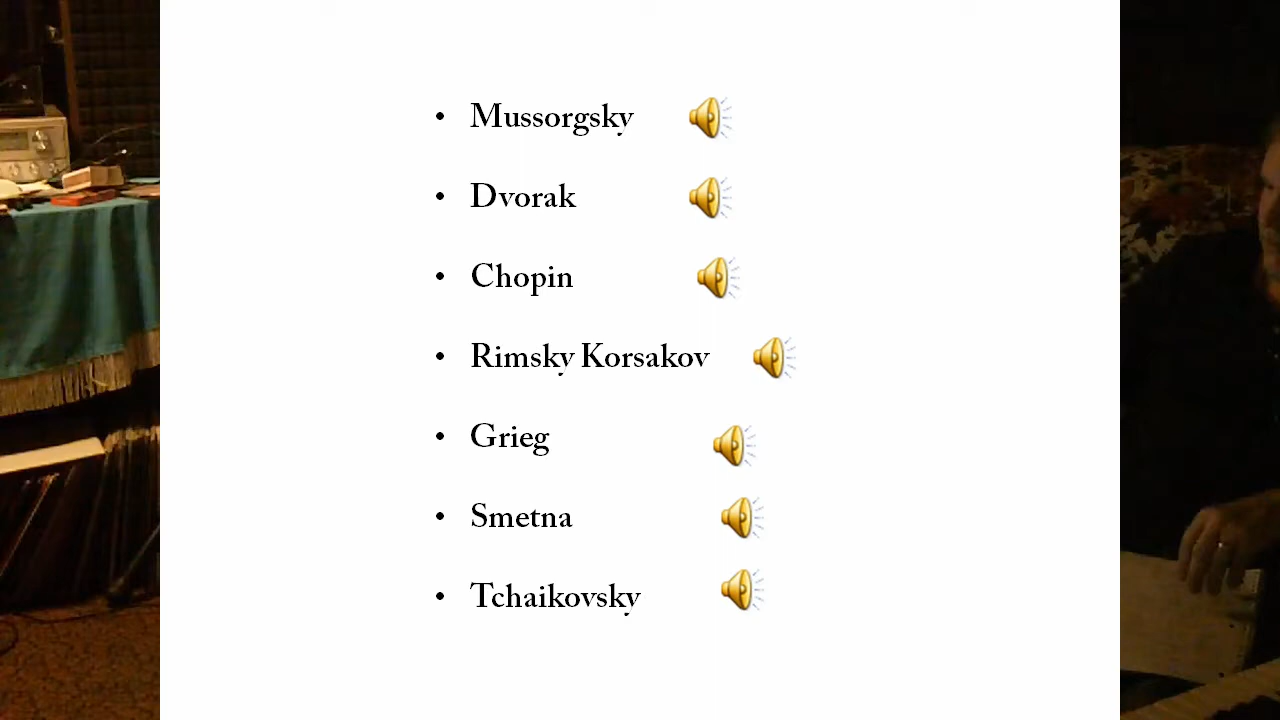 • Mussorgsky
• Dvorak
• Chopin
• Rimsky Korsakov
• Grieg
• Smetna
• Tchaikovsky